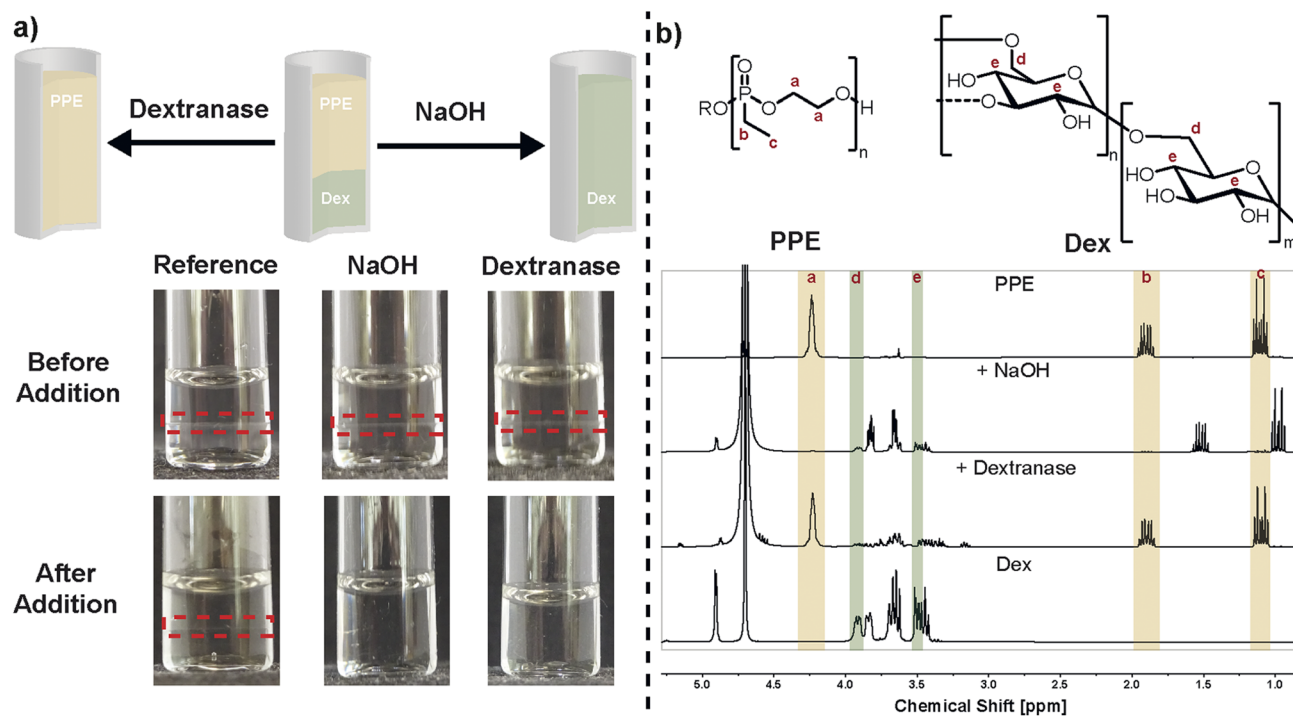 a)
PPE
Dextranase
PPE
Dex
NaOH
Dex
Reference
NaOH
Dextranase
Before
Addition
After
Addition
b)
RO
P
O
O
O
H
n
a
a
b
c
PPE
O
d
e
HO
O
O
e
OH
n
O
d
e
HO
HO
O
e
OH
m
Dex
a
d
e
b
c
PPE
+ NaOH
+ Dextranase
Dex
5.0 4.5 4.0 3.5 3.0 2.5 2.0 1.5 1.0
Chemical Shift [ppm]